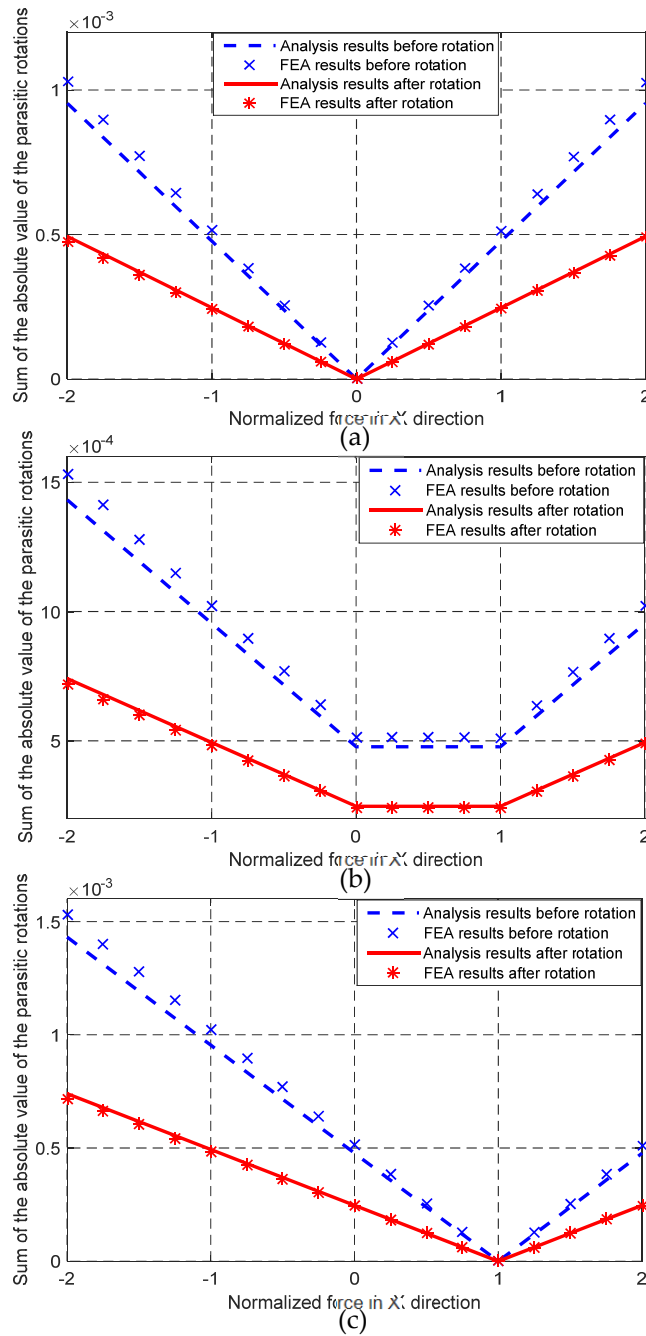 ×10⁻³
Analysis results before rotation
FEA results before rotation
Analysis results after rotation
FEA results after rotation
Sum of the absolute value of the parasitic rotations
1
0.5
0
-2 -1 0 1 2
Normalized force in X direction
(a)
×10⁻⁴
Analysis results before rotation
FEA results before rotation
Analysis results after rotation
FEA results after rotation
Sum of the absolute value of the parasitic rotations
15
10
5
-2 -1 0 1 2
Normalized force in X direction
(b)
×10⁻³
Analysis results before rotation
FEA results before rotation
Analysis results after rotation
FEA results after rotation
Sum of the absolute value of the parasitic rotations
1.5
1
0.5
0
-2 -1 0 1 2
Normalized force in X direction
(c)